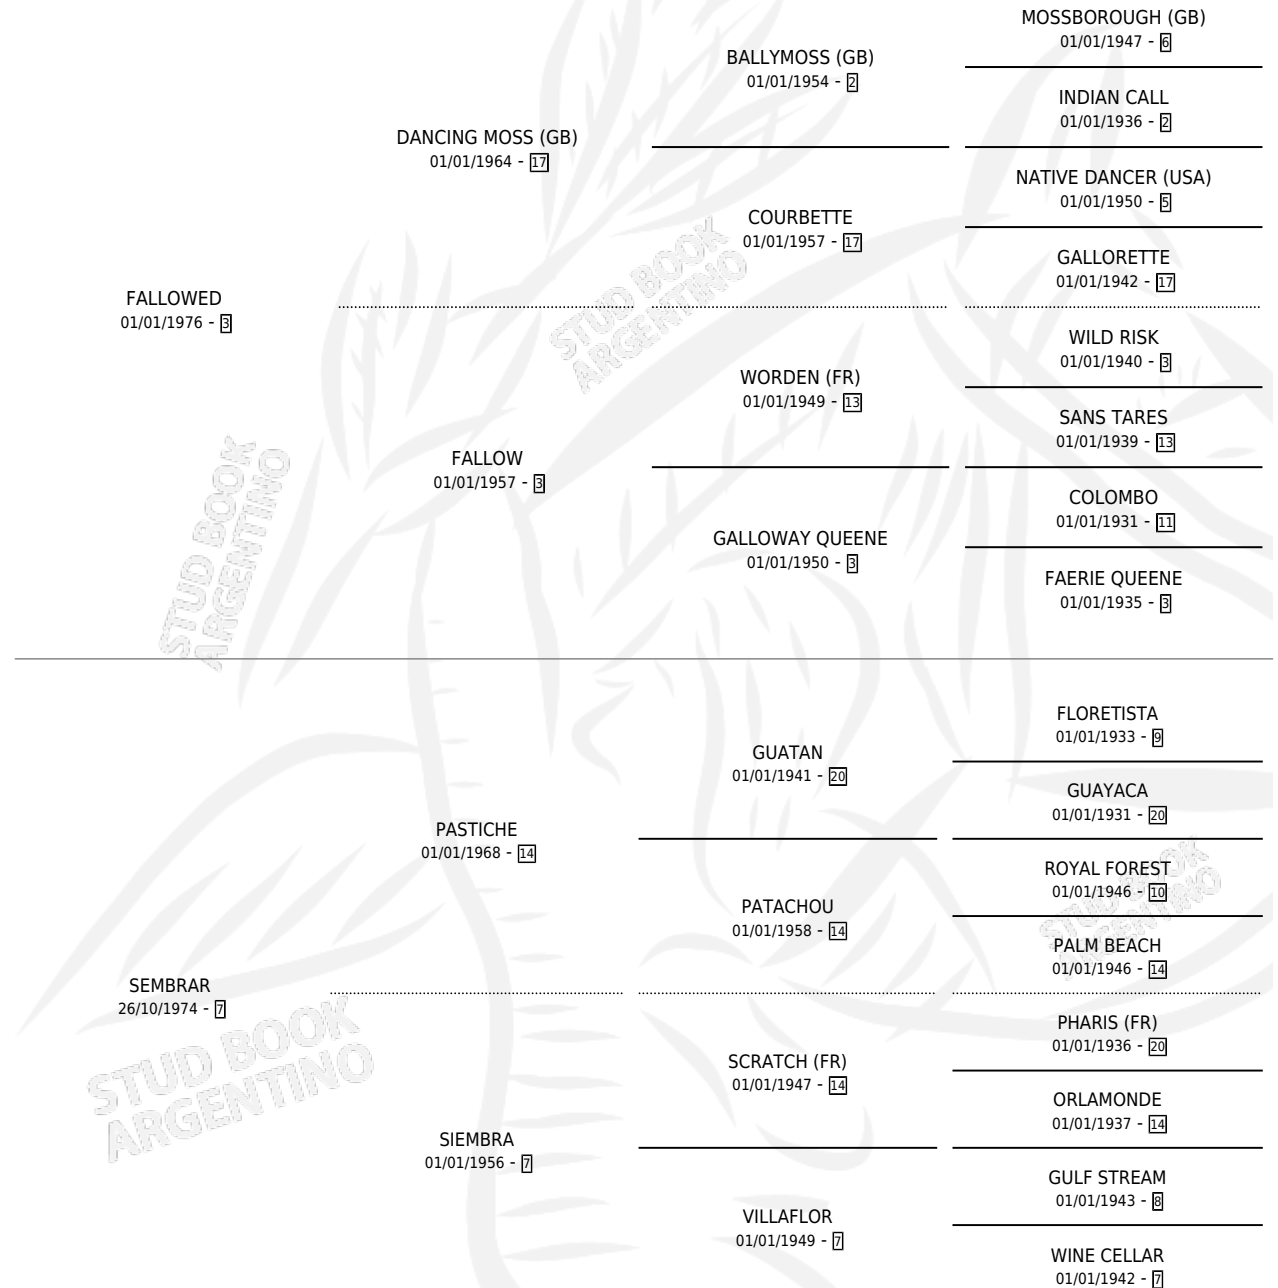 MOSSBOROUGH (GB)
01/01/1947 - 6
BALLYMOSS (GB)
01/01/1954 - 2
INDIAN CALL
01/01/1936 - 2
DANCING MOSS (GB)
01/01/1964 - 17
NATIVE DANCER (USA)
01/01/1950 - 5
COURBETTE
01/01/1957 - 17
GALLORETTE
01/01/1942 - 17
FALLOWED
01/01/1976 - 3
WILD RISK
01/01/1940 - 3
WORDEN (FR)
01/01/1949 - 13
SANS TARES
01/01/1939 - 13
FALLOW
01/01/1957 - 3
COLOMBO
01/01/1931 - 11
GALLOWAY QUEENE
01/01/1950 - 3
FAERIE QUEENE
01/01/1935 - 3
STUD BOOK
ARGENTINO
STUD BOOK
ARGENTINO
FLORETISTA
01/01/1933 - 9
GUATAN
01/01/1941 - 20
GUAYACA
01/01/1931 - 20
PASTICHE
01/01/1968 - 14
ROYAL FOREST
01/01/1946 - 10
PATACHOU
01/01/1958 - 14
PALM BEACH
01/01/1946 - 14
SEMBRAR
26/10/1974 - 7
PHARIS (FR)
01/01/1936 - 20
SCRATCH (FR)
01/01/1947 - 14
ORLAMONDE
01/01/1937 - 14
SIEMBRA
01/01/1956 - 7
GULF STREAM
01/01/1943 - 8
VILLAFLOR
01/01/1949 - 7
WINE CELLAR
01/01/1942 - 7
STUD BOOK
ARGENTINO
STUD BOOK
ARGENTINO